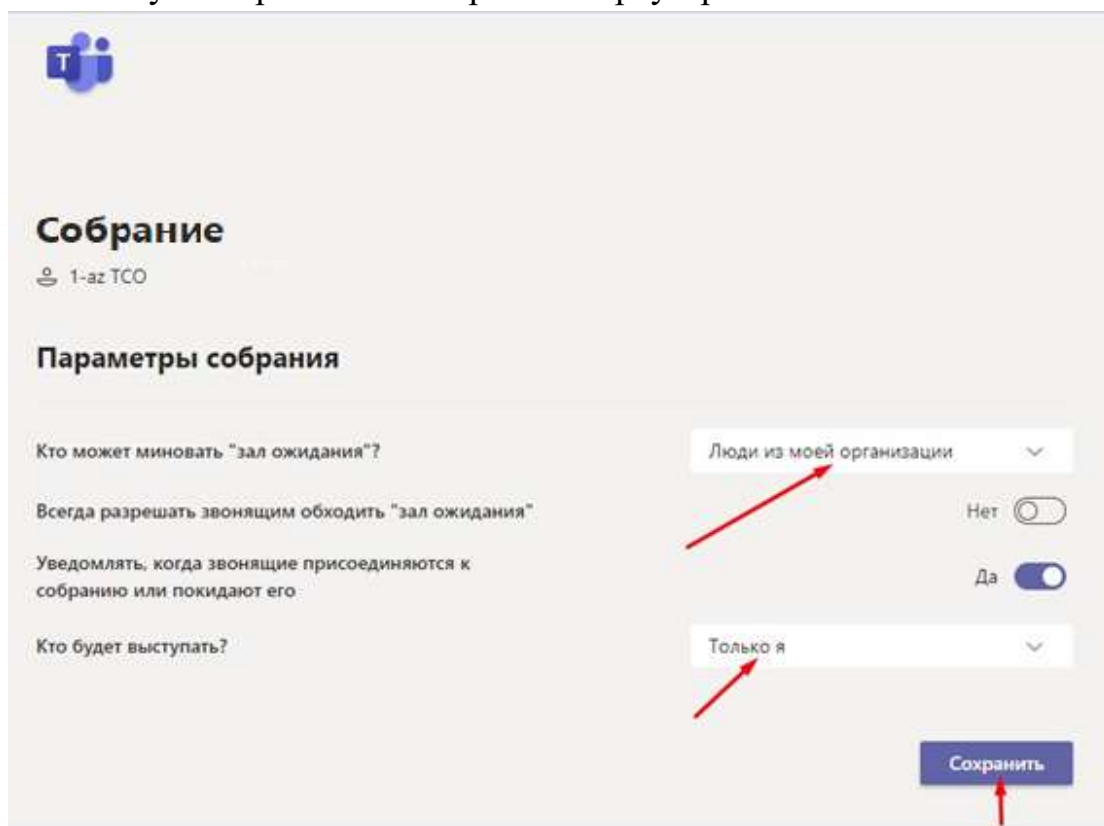 T
Собрание
1-az TCO
Параметры собрания
Кто может миновать "зал ожидания"?
Люди из моей организации
Всегда разрешать звонящим обходить "зал ожидания"
Нет
Уведомлять, когда звонящие присоединяются к
собранию или покидают его
Да
Кто будет выступать?
Только я
Сохранить